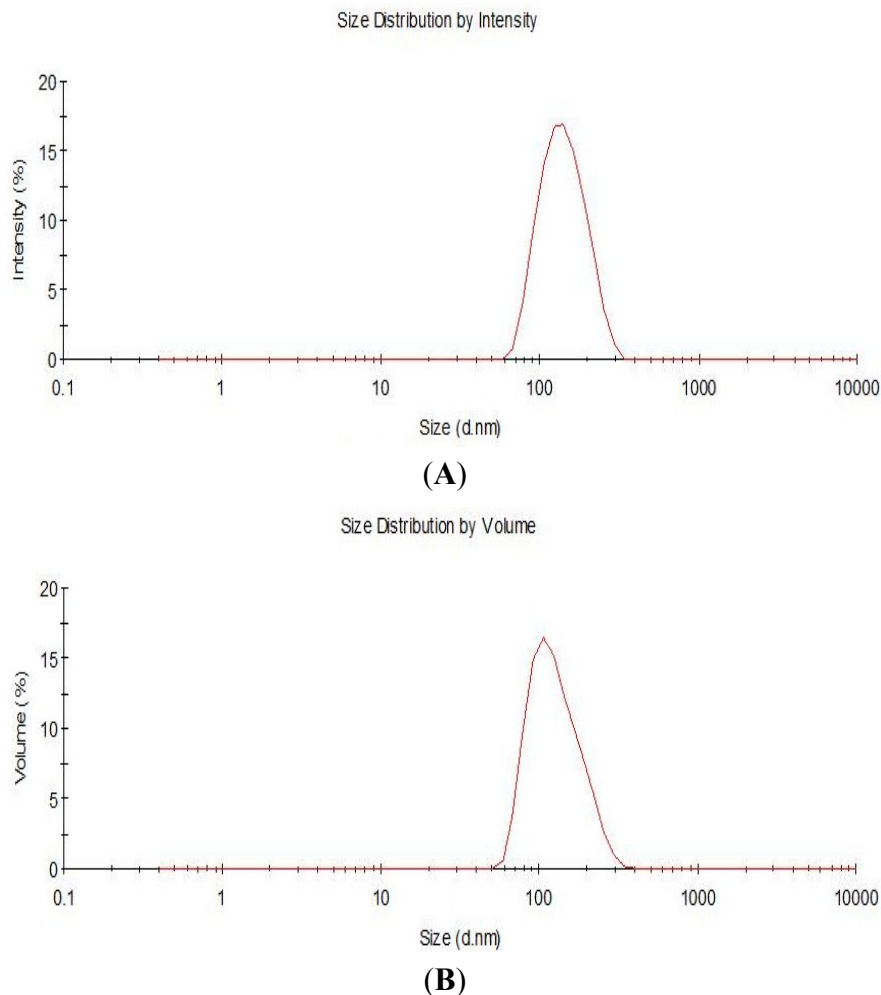 Size Distribution by Intensity
20
15
10
5
0
Intensity (%)
0.1 1 10 100 1000 10000
Size (d.nm)
(A)
Size Distribution by Volume
20
15
10
5
0
Volume (%)
0.1 1 10 100 1000 10000
Size (d.nm)
(B)